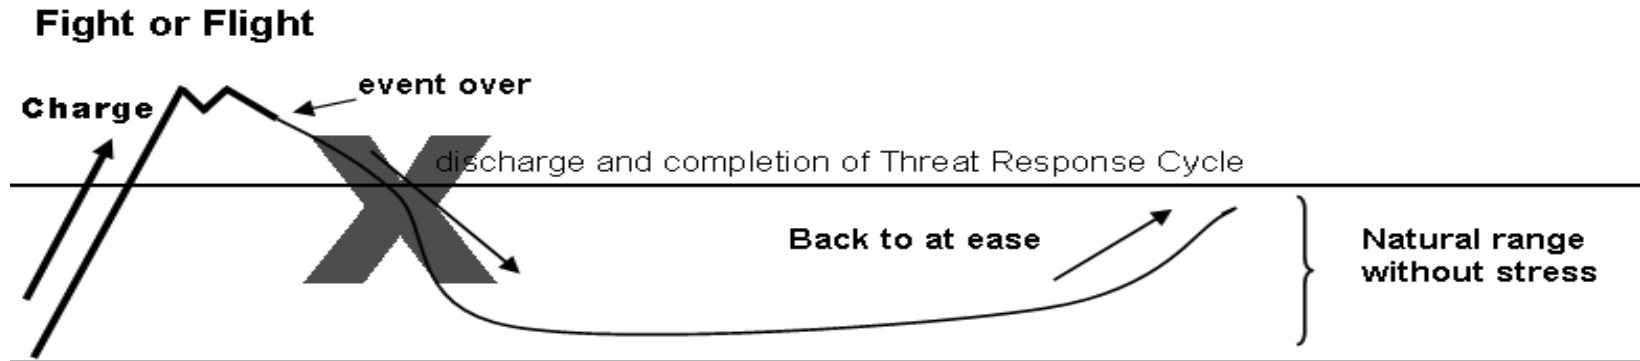 Fight or Flight
event over
Charge
discharge and completion of Threat Response Cycle
Back to at ease
Natural range
without stress